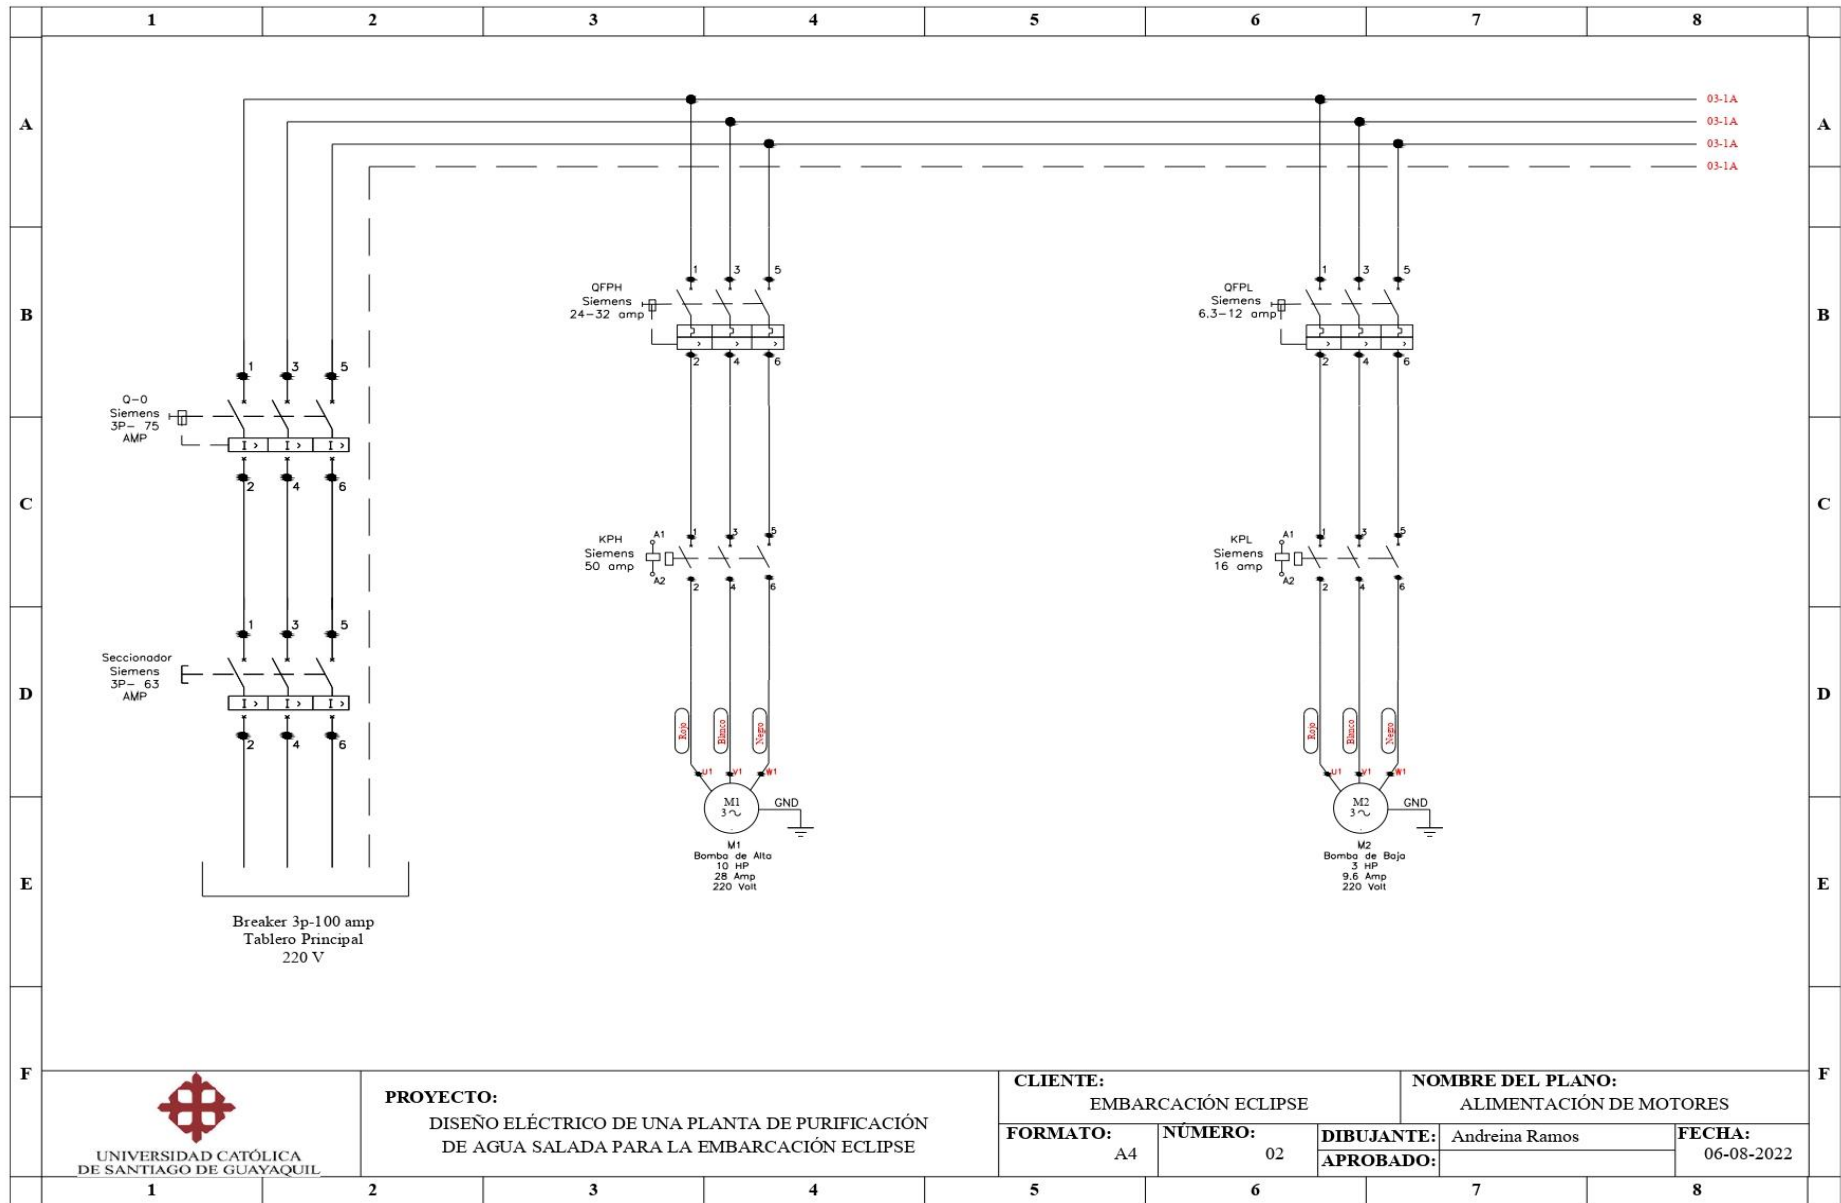 1 2 3 4 5 6 7 8
A A
03-1A
03-1A
03-1A
03-1A
B B
QFPH
Siemens
24-32 amp
1 3 5
2 4 6
QFPL
Siemens
6.3-12 amp
1 3 5
2 4 6
Q-0
Siemens
3P- 75
AMP
1 3 5
I > I > I >
2 4 6
C C
KPH
Siemens
50 amp
A1
A2
1 3 5
2 4 6
KPL
Siemens
16 amp
A1
A2
1 3 5
2 4 6
D D
Seccionador
Siemens
3P- 63
AMP
1 3 5
I > I > I >
2 4 6
Rojo Blanco Negro
U1 V1 W1
M1
3~
GND
M1
Bomba de Alta
10 HP
28 Amp
220 Volt
Rojo Blanco Negro
U1 V1 W1
M2
3~
GND
M2
Bomba de Baja
3 HP
9.6 Amp
220 Volt
E E
Breaker 3p-100 amp
Tablero Principal
220 V
F F
UNIVERSIDAD CATÓLICA
DE SANTIAGO DE GUAYAQUIL
PROYECTO:
DISEÑO ELÉCTRICO DE UNA PLANTA DE PURIFICACIÓN
DE AGUA SALADA PARA LA EMBARCACIÓN ECLIPSE
CLIENTE:
EMBARCACIÓN ECLIPSE
NOMBRE DEL PLANO:
ALIMENTACIÓN DE MOTORES
FORMATO:
A4
NÚMERO:
02
DIBUJANTE: Andreina Ramos
APROBADO:
FECHA:
06-08-2022
1 2 3 4 5 6 7 8